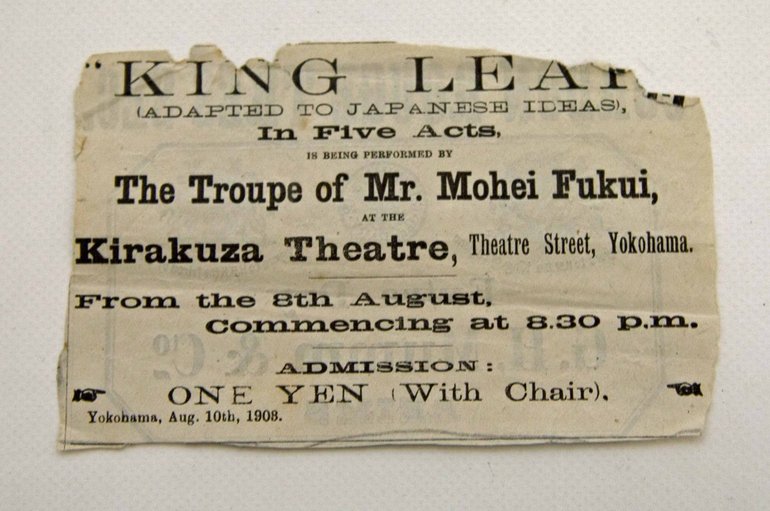 "KING LEAR
(ADAPTED TO JAPANESE IDEAS),
In Five Acts,
IS BEING PERFORMED BY
The Troupe of Mr. Mohei Fukui,
AT THE
Kirakuza Theatre, Theatre Street, Yokohama.
From the 8th August,
Commencing at 8.30 p.m.
ADMISSION:
ONE YEN (With Chair).
Yokohama, Aug. 10th, 1903.